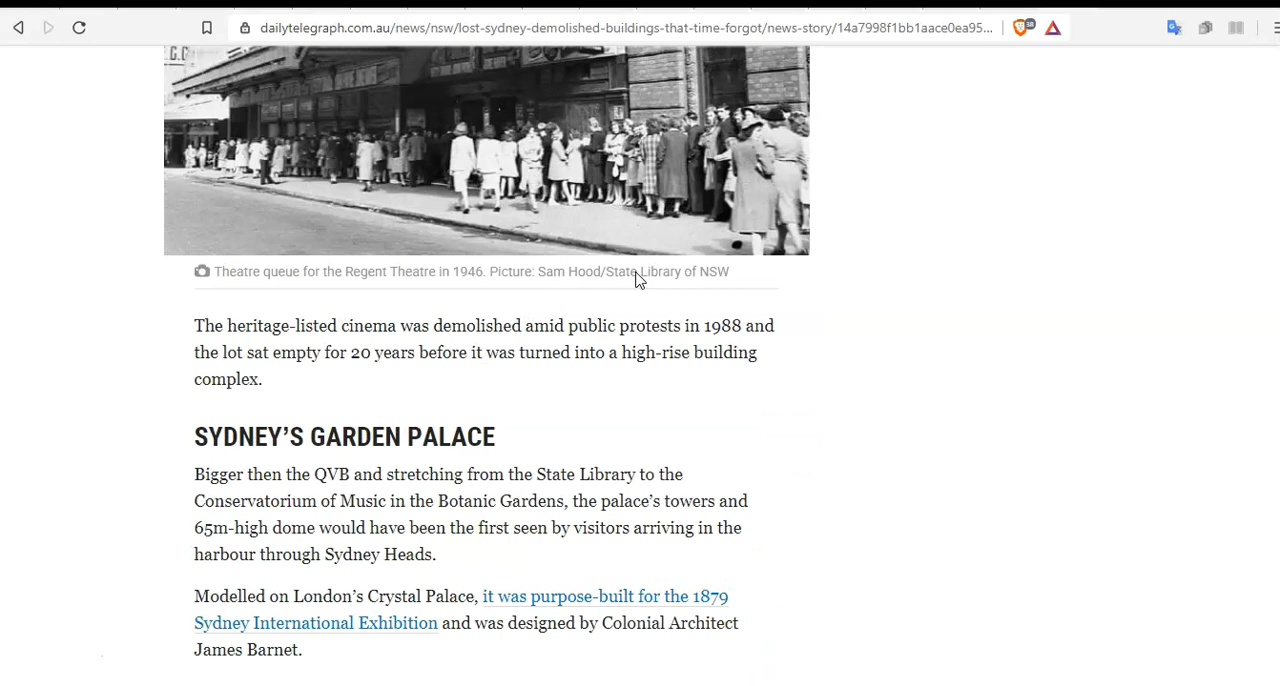 dailytelegraph.com.au/news/nsw/lost-sydney-demolished-buildings-that-time-forgot/news-story/14a7998f1bb1aace0ea95...
38
Theatre queue for the Regent Theatre in 1946. Picture: Sam Hood/State Library of NSW
The heritage-listed cinema was demolished amid public protests in 1988 and
the lot sat empty for 20 years before it was turned into a high-rise building
complex.
SYDNEY’S GARDEN PALACE
Bigger then the QVB and stretching from the State Library to the
Conservatorium of Music in the Botanic Gardens, the palace’s towers and
65m-high dome would have been the first seen by visitors arriving in the
harbour through Sydney Heads.
Modelled on London’s Crystal Palace, it was purpose-built for the 1879
Sydney International Exhibition and was designed by Colonial Architect
James Barnet.